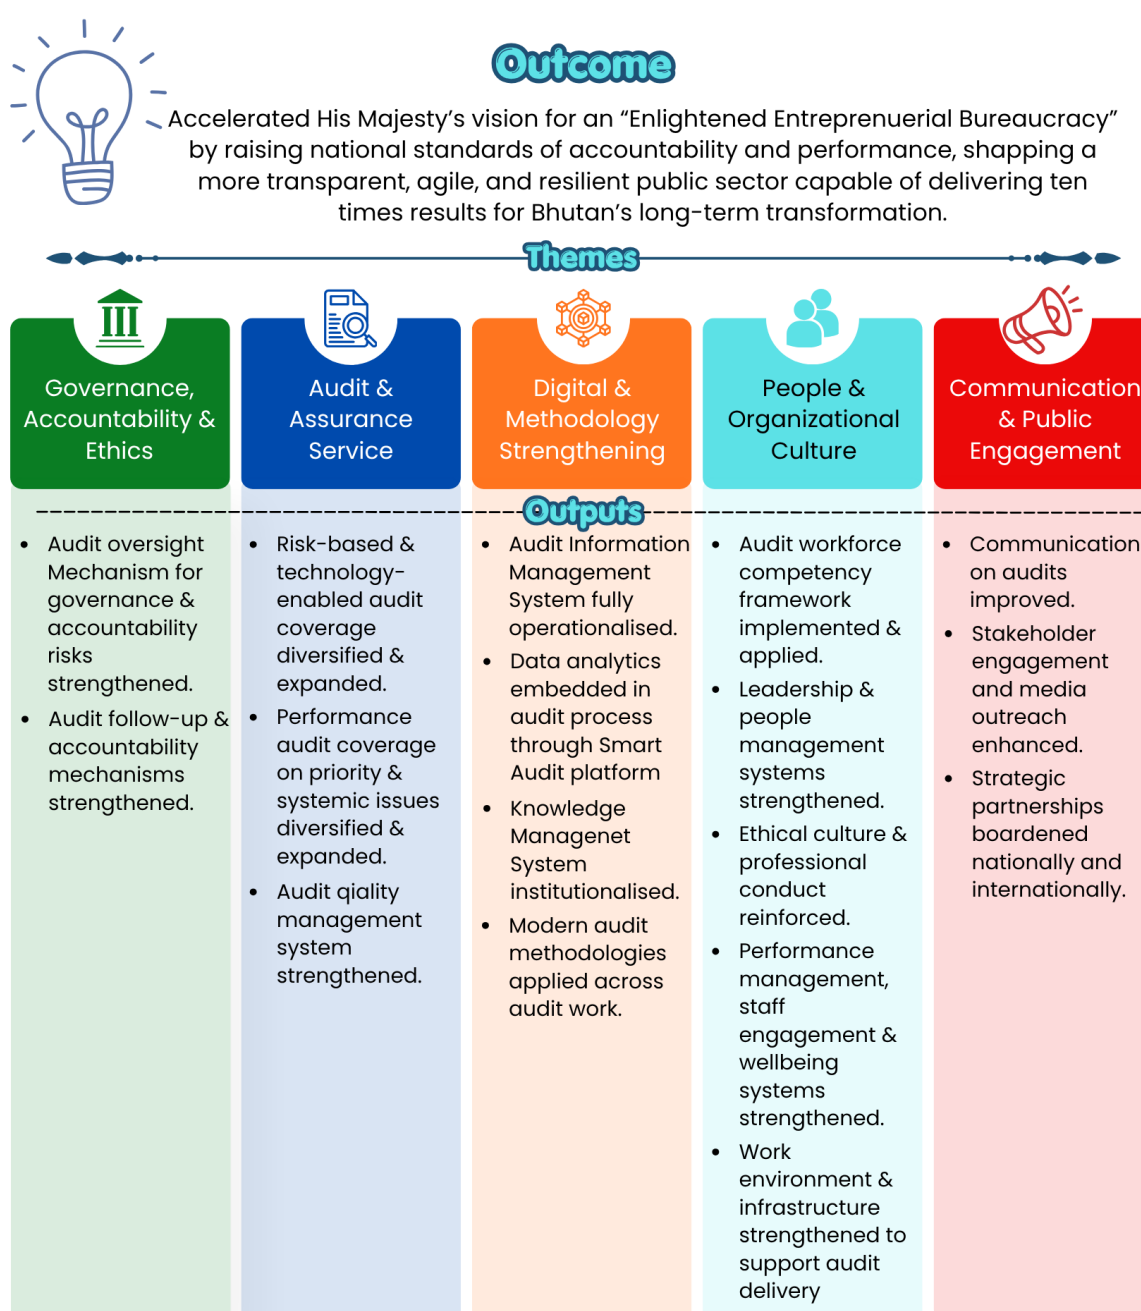 Outcome
Accelerated His Majesty’s vision for an “Enlightened Entreprenuerial Bureaucracy”
by raising national standards of accountability and performance, shapping a
more transparent, agile, and resilient public sector capable of delivering ten
times results for Bhutan’s long-term transformation.
Themes
Governance,
Accountability &
Ethics
Audit &
Assurance
Service
Digital &
Methodology
Strengthening
People &
Organizational
Culture
Communication
& Public
Engagement
Outputs
• Audit oversight
Mechanism for
governance &
accountability
risks
strengthened.
• Audit follow-up &
accountability
mechanisms
strengthened.
• Risk-based &
technology-
enabled audit
coverage
diversified &
expanded.
• Performance
audit coverage
on priority &
systemic issues
diversified &
expanded.
• Audit qiality
management
system
strengthened.
• Audit Information
Management
System fully
operationalised.
• Data analytics
embedded in
audit process
through Smart
Audit platform
• Knowledge
Managenet
System
institutionalised.
• Modern audit
methodologies
applied across
audit work.
• Audit workforce
competency
framework
implemented &
applied.
• Leadership &
people
management
systems
strengthened.
• Ethical culture &
professional
conduct
reinforced.
• Performance
management,
staff
engagement &
wellbeing
systems
strengthened.
• Work
environment &
infrastructure
strengthened to
support audit
delivery
• Communication
on audits
improved.
• Stakeholder
engagement
and media
outreach
enhanced.
• Strategic
partnerships
boardened
nationally and
internationally.